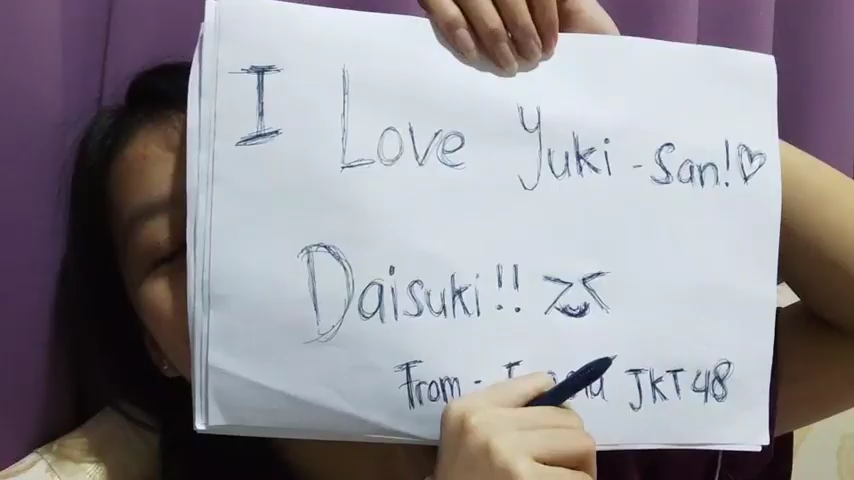 I Love Yuki - San! ♡
Daisuki!!
From - JKT48